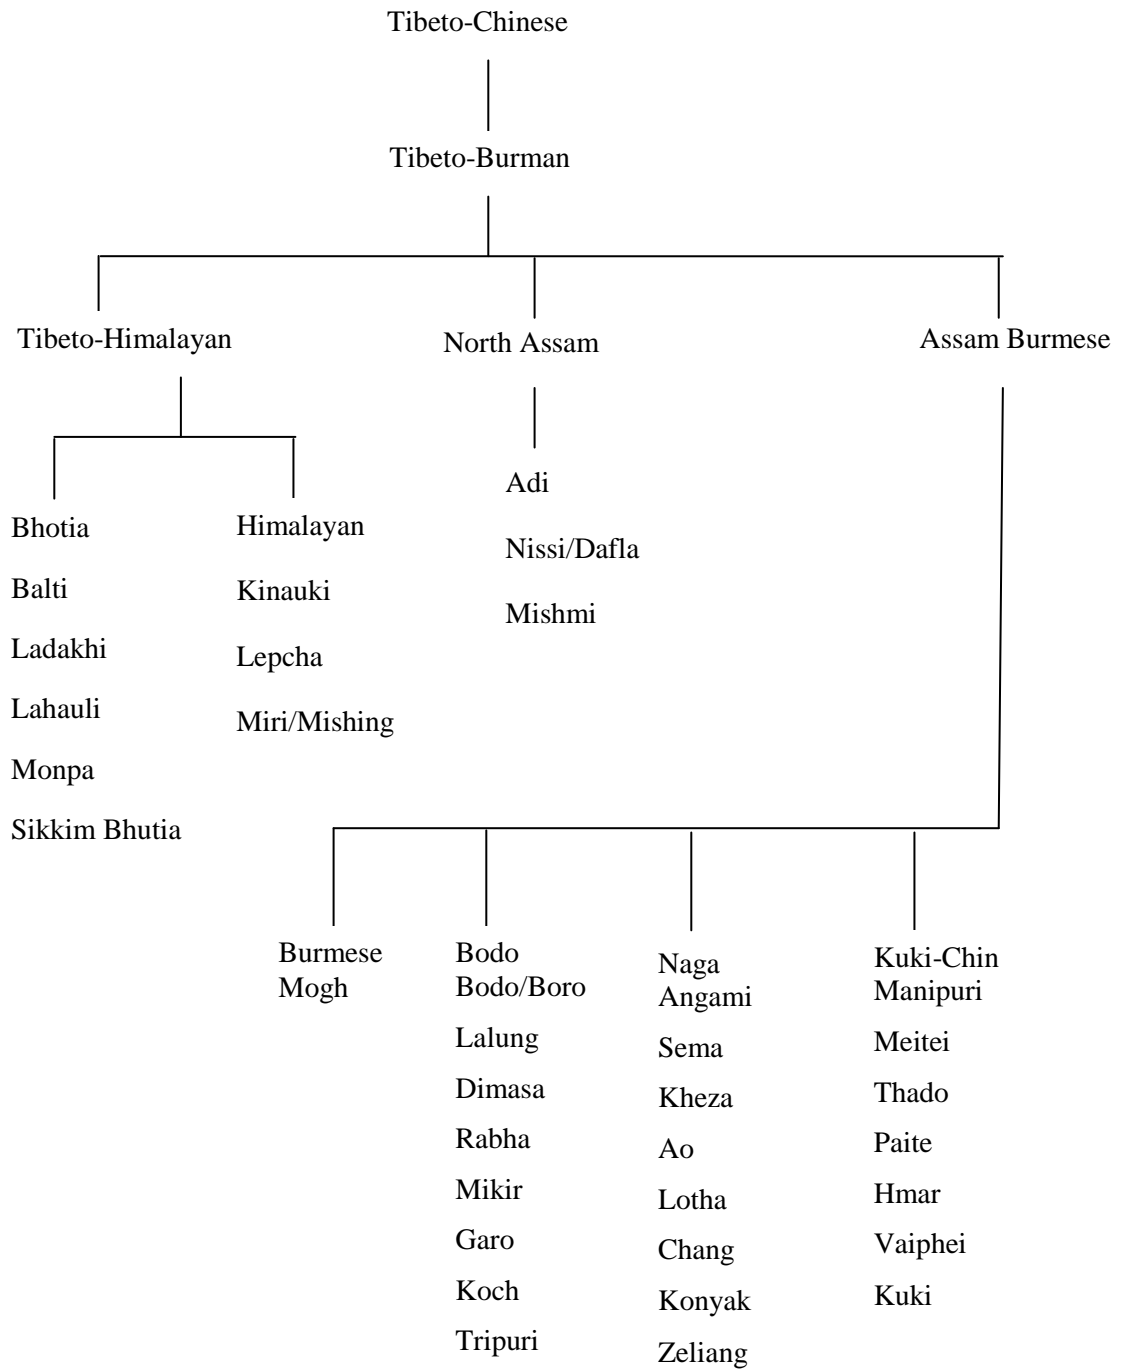 Tibeto-Chinese
Tibeto-Burman
Tibeto-Himalayan
North Assam
Assam Burmese
Bhotia
Balti
Ladakhi
Lahauli
Monpa
Sikkim Bhutia
Himalayan
Kinauki
Lepcha
Miri/Mishing
Adi
Nissi/Dafla
Mishmi
Burmese
Mogh
Bodo
Bodo/Boro
Lalung
Dimasa
Rabha
Mikir
Garo
Koch
Tripuri
Naga
Angami
Sema
Kheza
Ao
Lotha
Chang
Konyak
Zeliang
Kuki-Chin
Manipuri
Meitei
Thado
Paite
Hmar
Vaiphei
Kuki